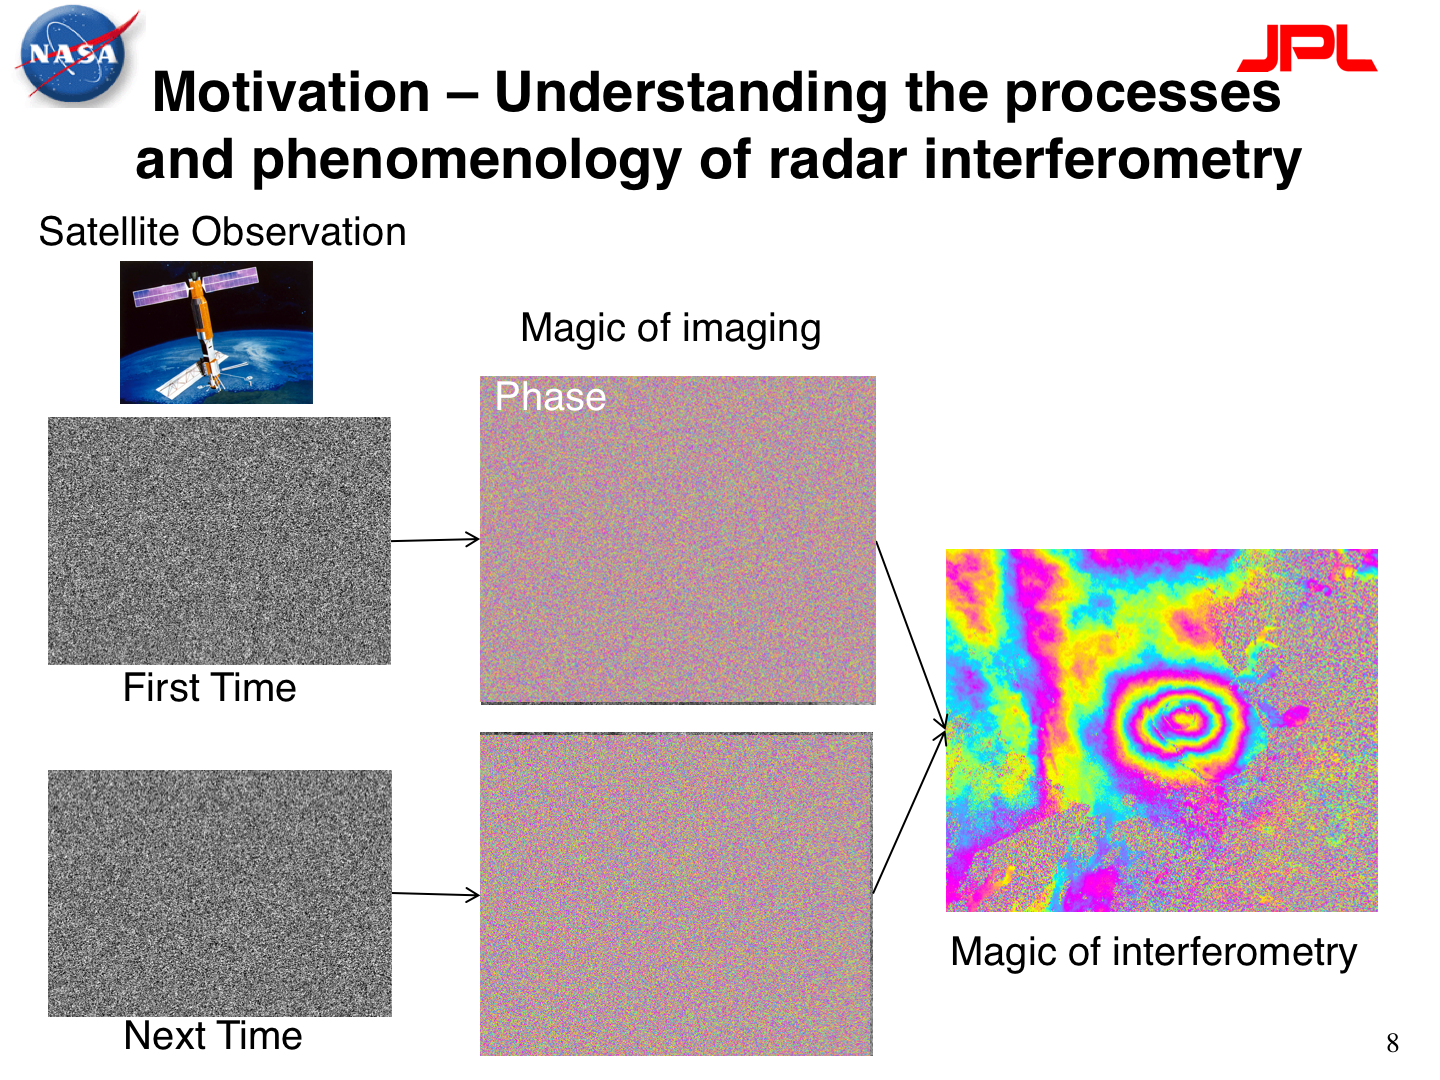 NASA
JPL
Motivation – Understanding the processes
and phenomenology of radar interferometry
Satellite Observation
Magic of imaging
Phase
First Time
Next Time
Magic of interferometry
8